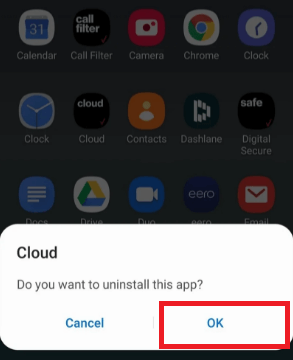 31
call
filter
Calendar
Call Filter
Camera
Chrome
Clock
cloud
safe
Clock
Cloud
Contacts
Dashlane
Digital
Secure
eero
Docs
Drive
Duo
eero
Email
Cloud
Do you want to uninstall this app?
Cancel
OK